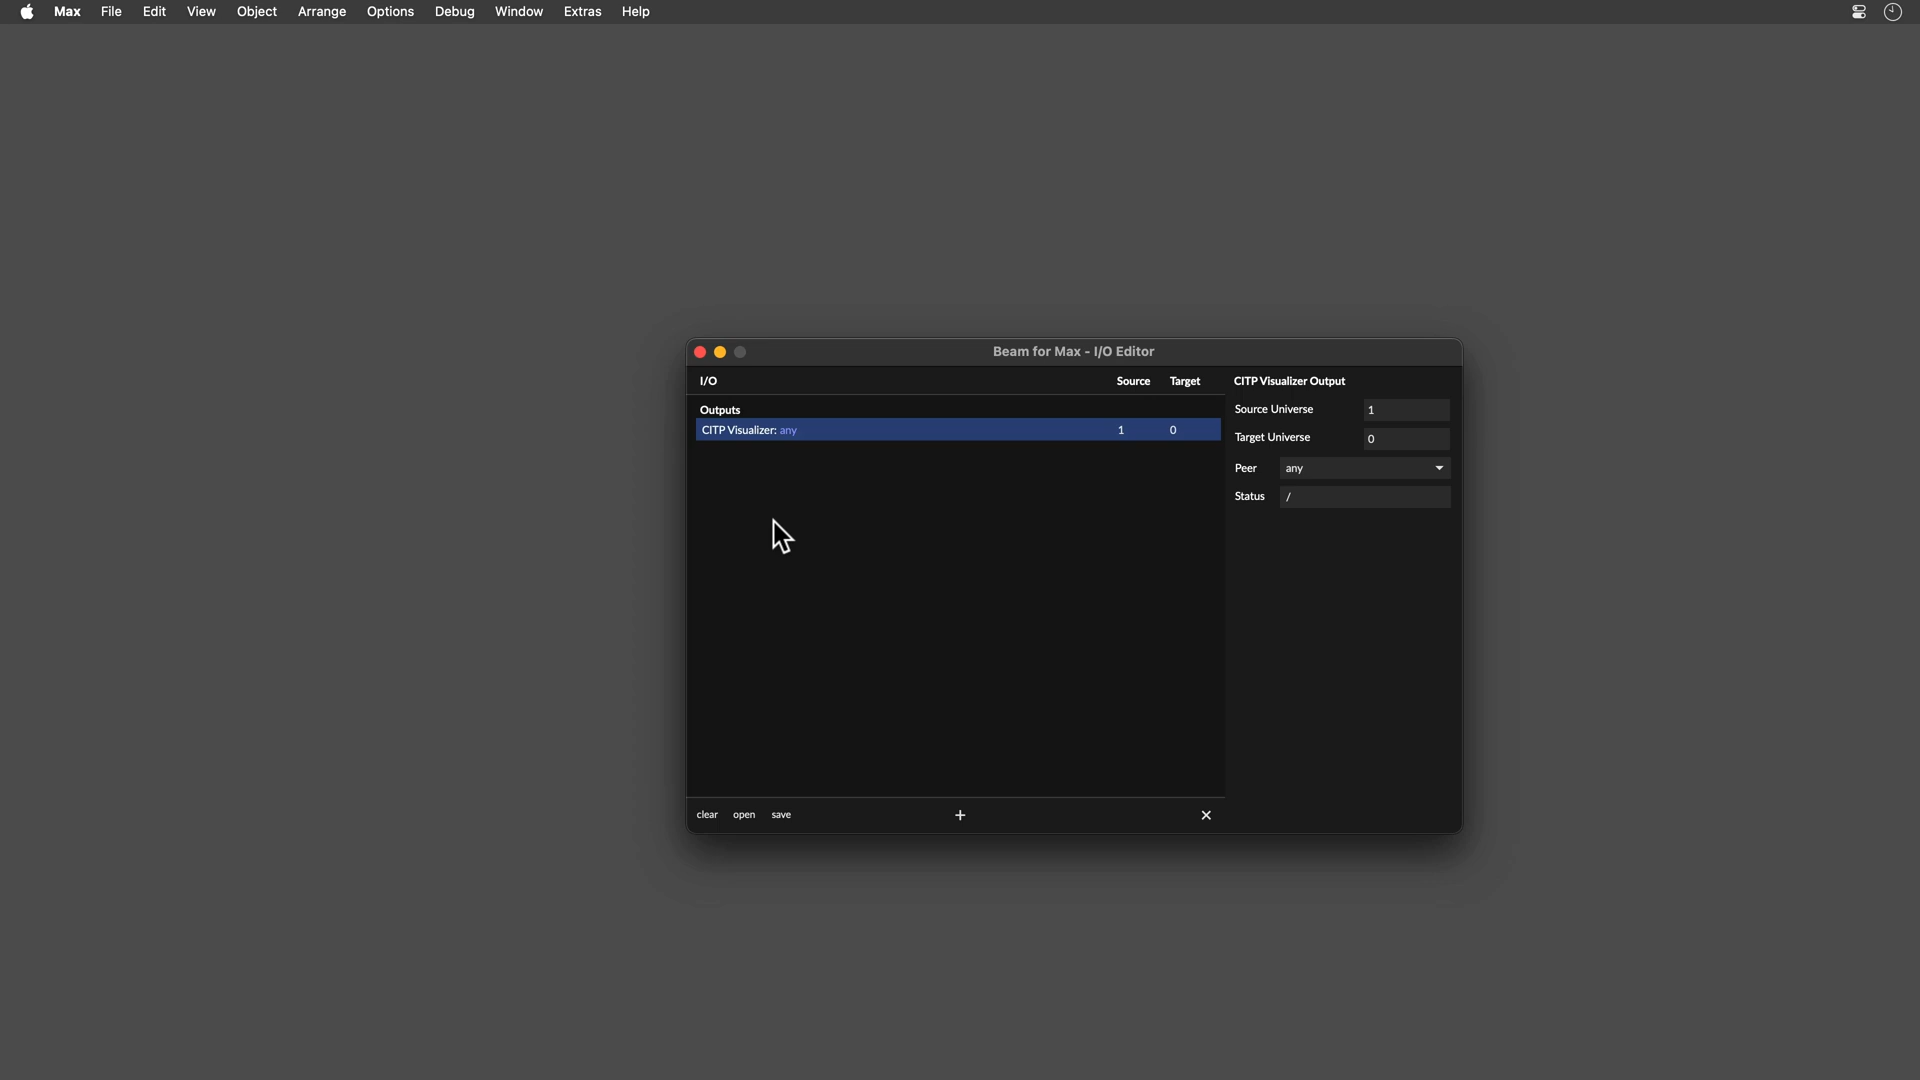 Max File Edit View Object Arrange Options Debug Window Extras Help
Beam for Max - I/O Editor
I/O Source Target
Outputs
CITP Visualizer: any 1 0
CITP Visualizer Output
Source Universe 1
Target Universe 0
Peer any
Status /
clear open save + ✕